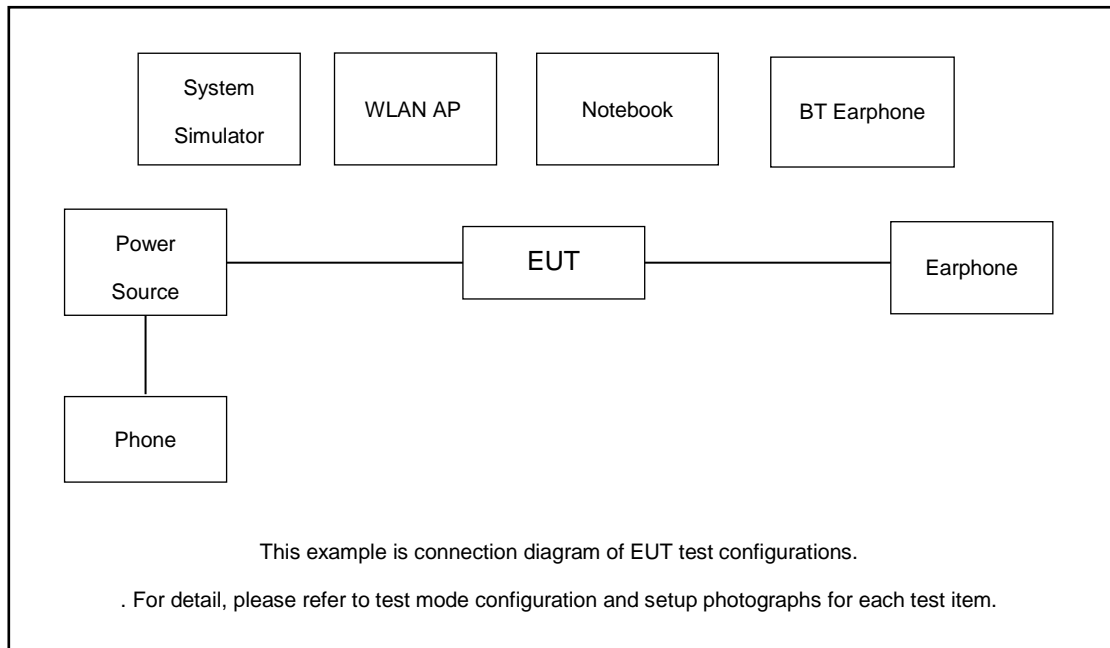 System
Simulator
WLAN AP
Notebook
BT Earphone
Power
Source
EUT
Earphone
Phone
This example is connection diagram of EUT test configurations.
. For detail, please refer to test mode configuration and setup photographs for each test item.